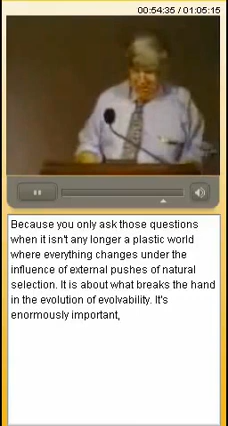 00:54:35 / 01:05:15
Because you only ask those questions
when it isn't any longer a plastic world
where everything changes under the
influence of external pushes of natural
selection. It is about what breaks the hand
in the evolution of evolvability. It's
enormously important,